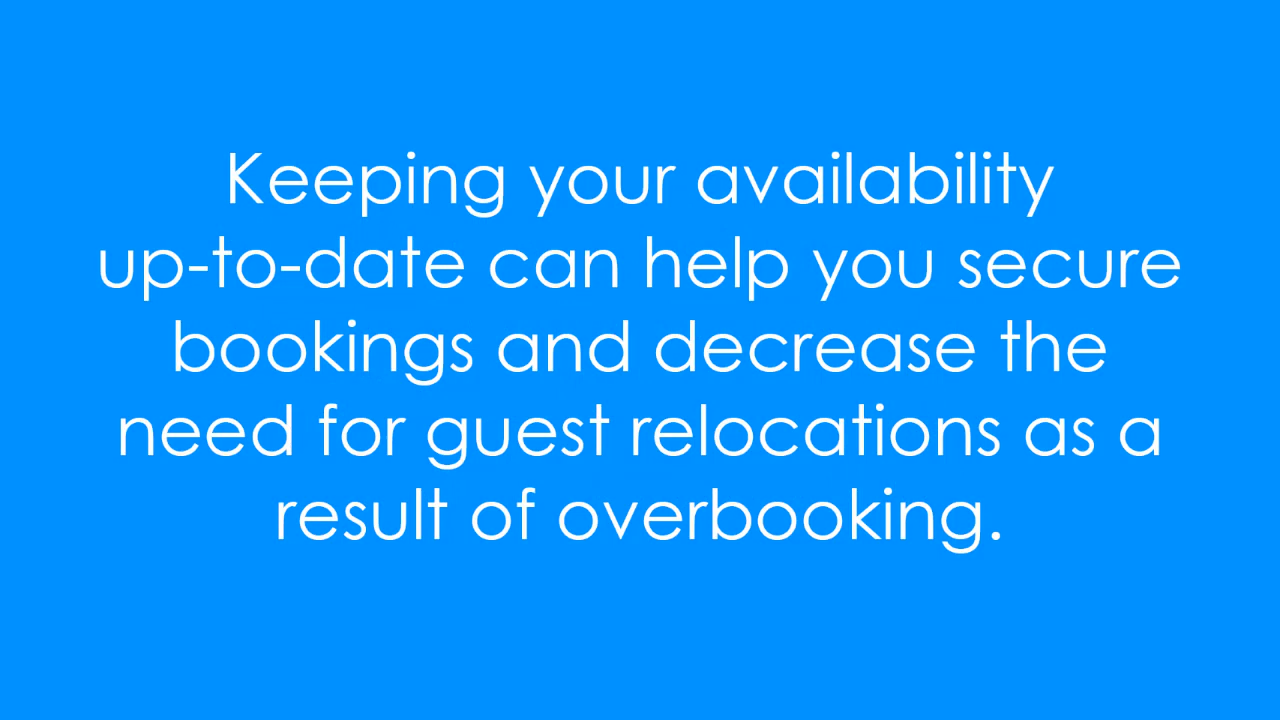 Keeping your availability
up-to-date can help you secure
bookings and decrease the
need for guest relocations as a
result of overbooking.